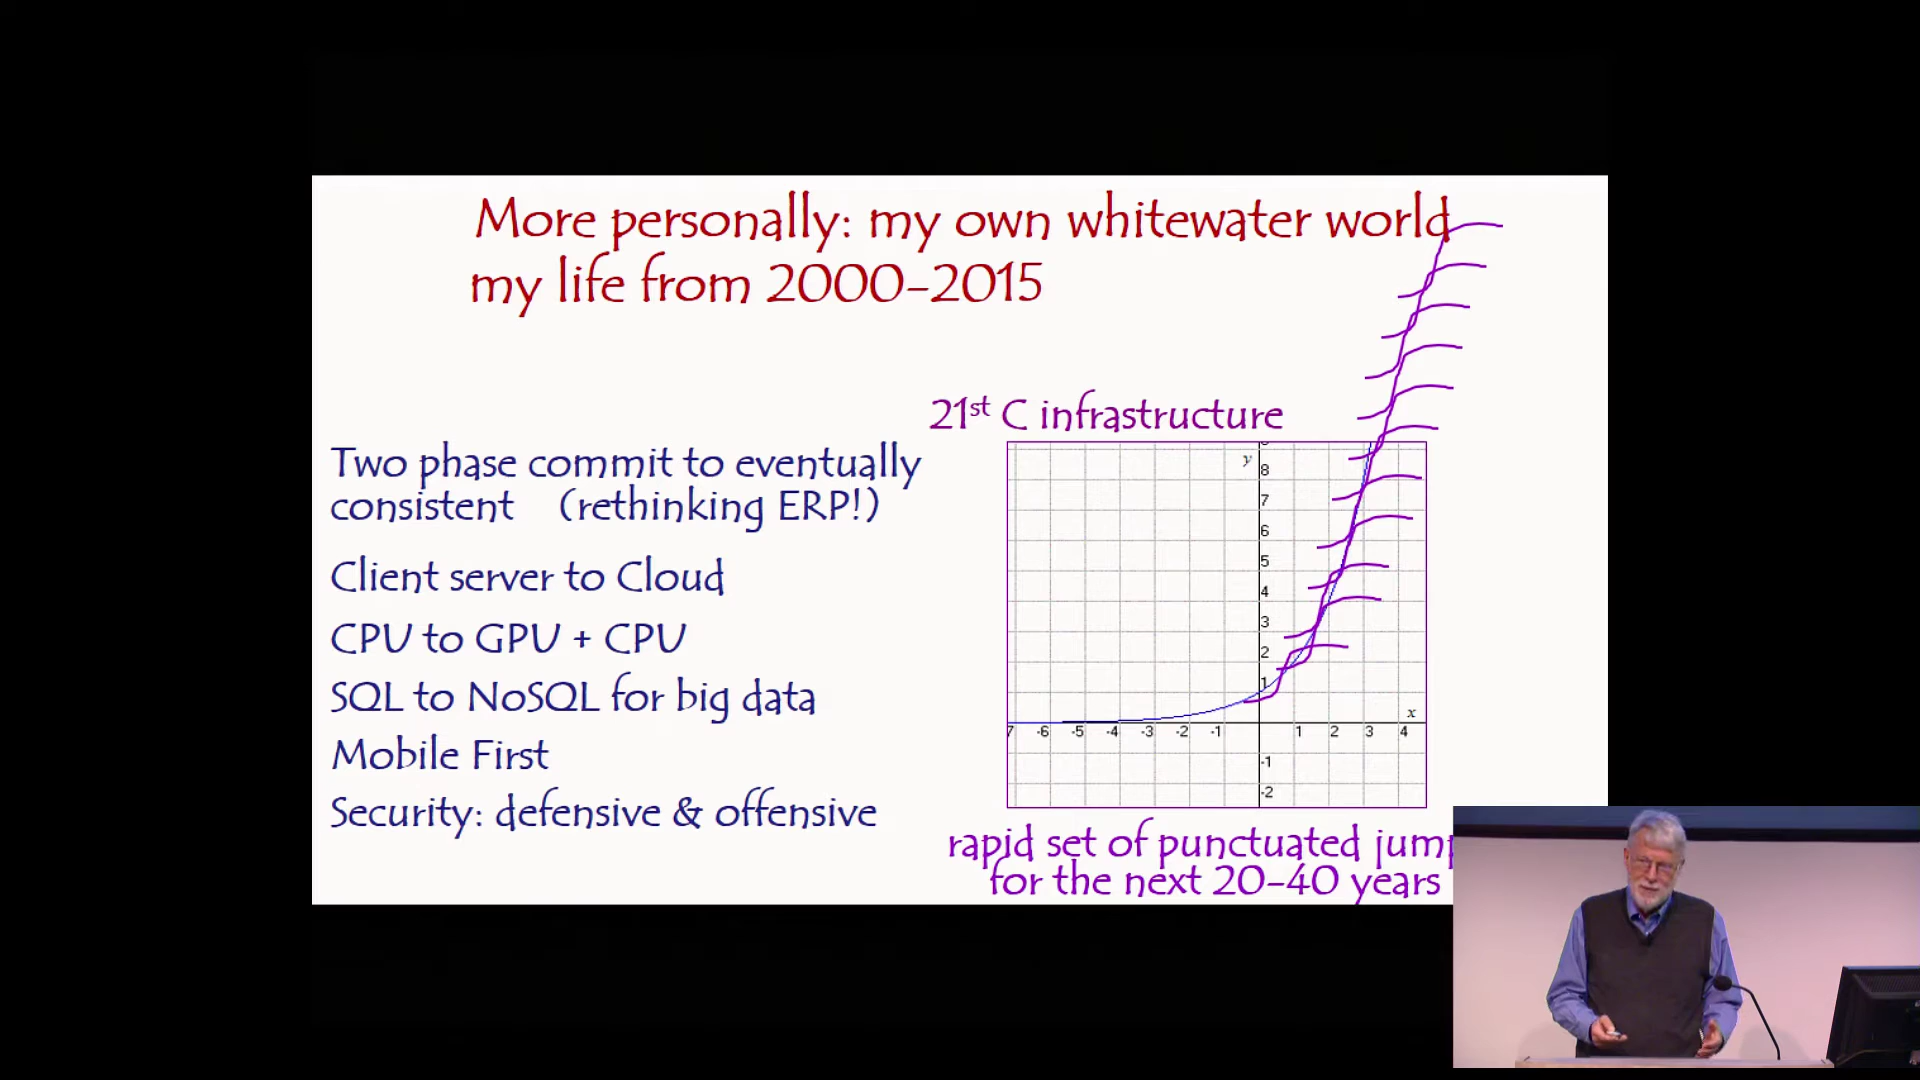 More personally: my own whitewater world
my life from 2000-2015
21st C infrastructure
Two phase commit to eventually
consistent (rethinking ERP!)
Client server to Cloud
CPU to GPU + CPU
SQL to NoSQL for big data
Mobile First
Security: defensive & offensive
y
8
7
6
5
4
3
2
1
x
7 -6 -5 -4 -3 -2 -1 1 2 3 4
-1
-2
rapid set of punctuated jum
for the next 20-40 years